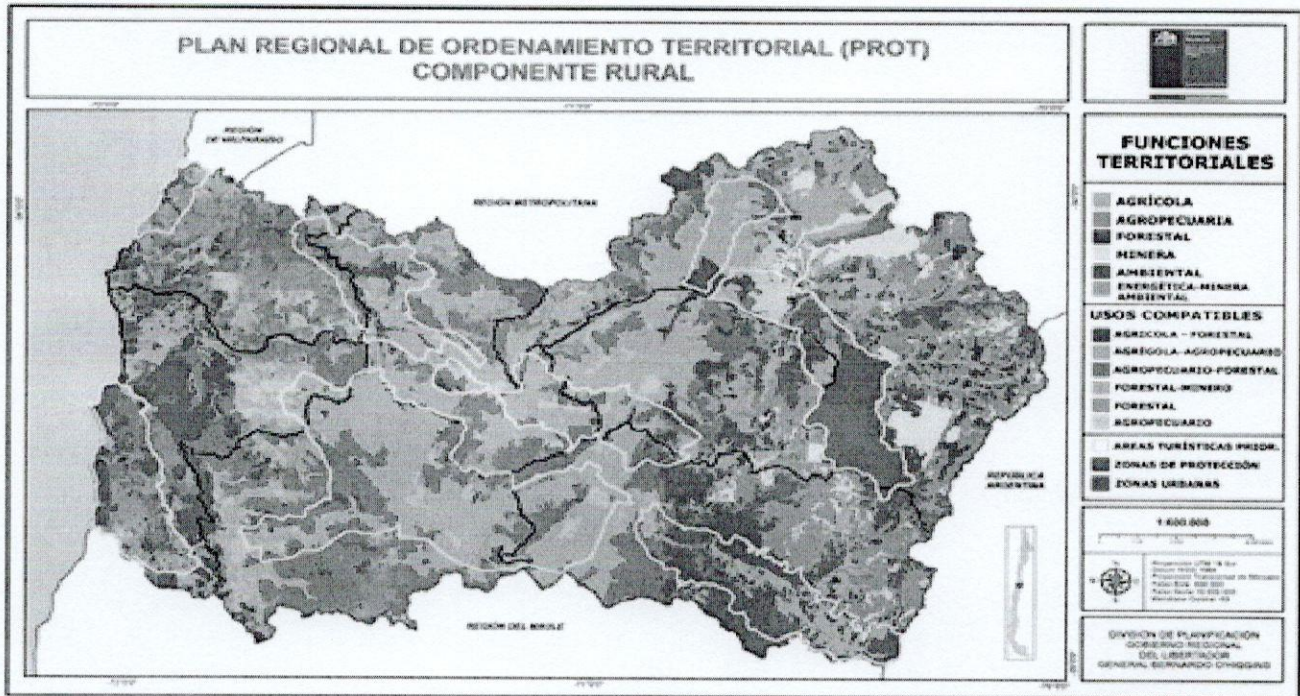 PLAN REGIONAL DE ORDENAMIENTO TERRITORIAL (PROT)
COMPONENTE RURAL
REGIÓN
DE VALPARAÍSO
REGIÓN METROPOLITANA
REPÚBLICA
ARGENTINA
REGIÓN DEL MAULE
FUNCIONES
TERRITORIALES
AGRÍCOLA
AGROPECUARIA
FORESTAL
MINERA
AMBIENTAL
ENERGÉTICA-MINERA
AMBIENTAL
USOS COMPATIBLES
AGRICOLA - FORESTAL
AGRÍCOLA-AGROPECUARIO
AGROPECUARIO-FORESTAL
FORESTAL-MINERO
FORESTAL
AGROPECUARIO
AREAS TURÍSTICAS PRIOR.
ZONAS DE PROTECCIÓN
ZONAS URBANAS
1:600.000
DIVISIÓN DE PLANIFICACIÓN
GOBIERNO REGIONAL
DEL LIBERTADOR
GENERAL BERNARDO O'HIGGINS